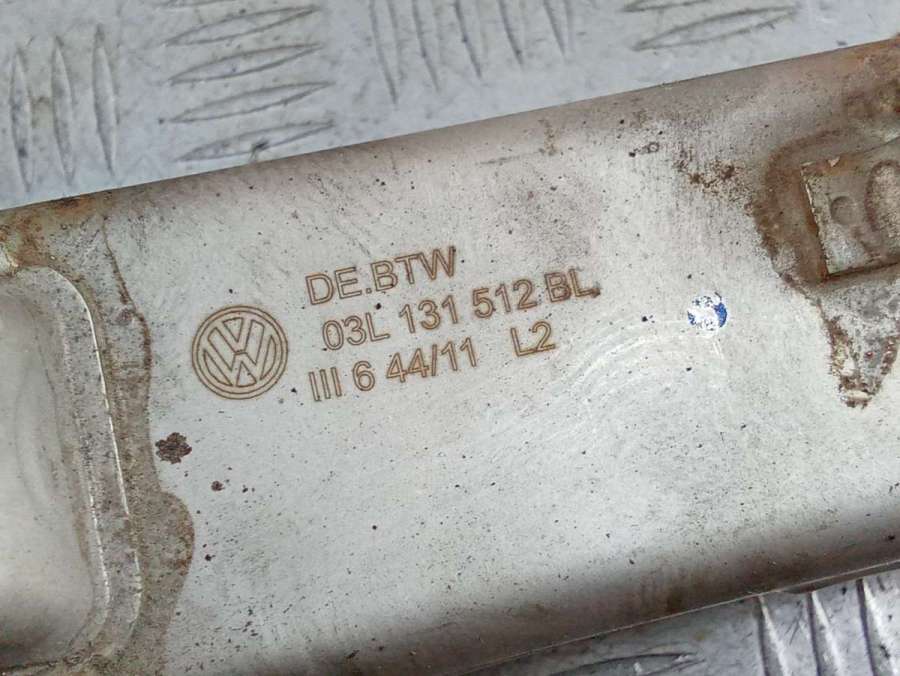 DE.BTW
03L 131 512 BL
III 6 44/11 L2